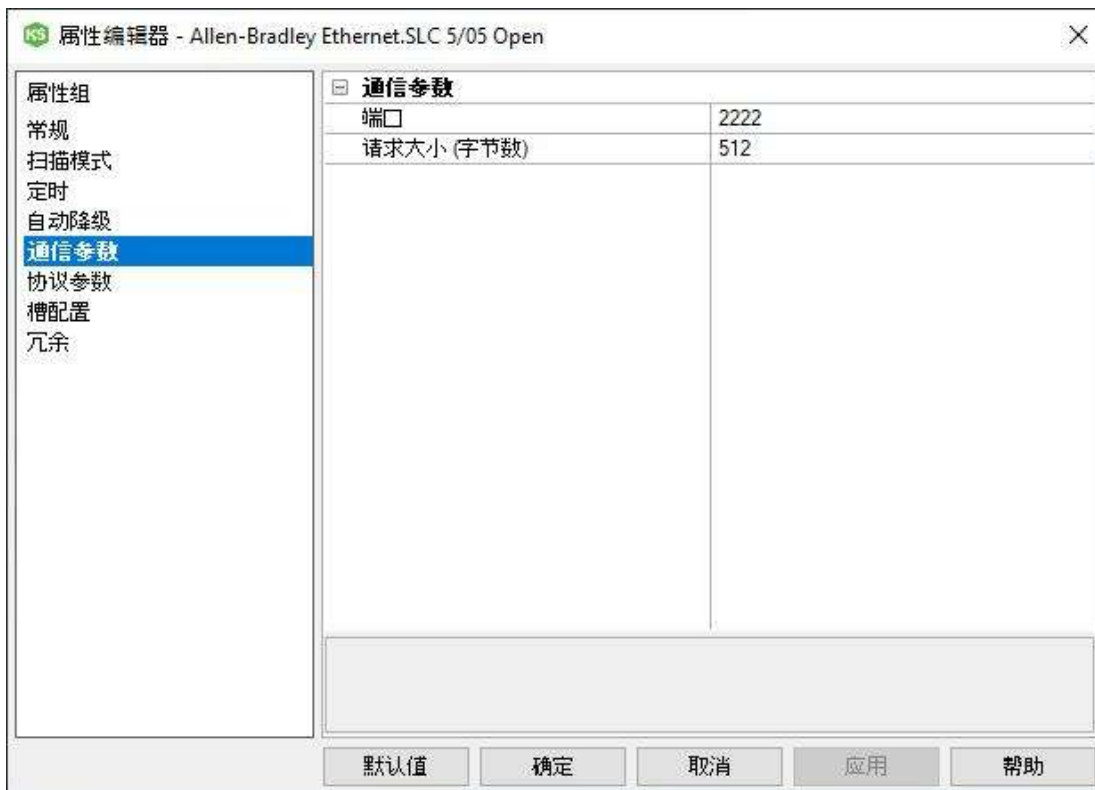 KS 属性编辑器 - Allen-Bradley Ethernet.SLC 5/05 Open
属性组
常规
扫描模式
定时
自动降级
通信参数
协议参数
槽配置
冗余
通信参数
端口 2222
请求大小 (字节数) 512
默认值 确定 取消 应用 帮助